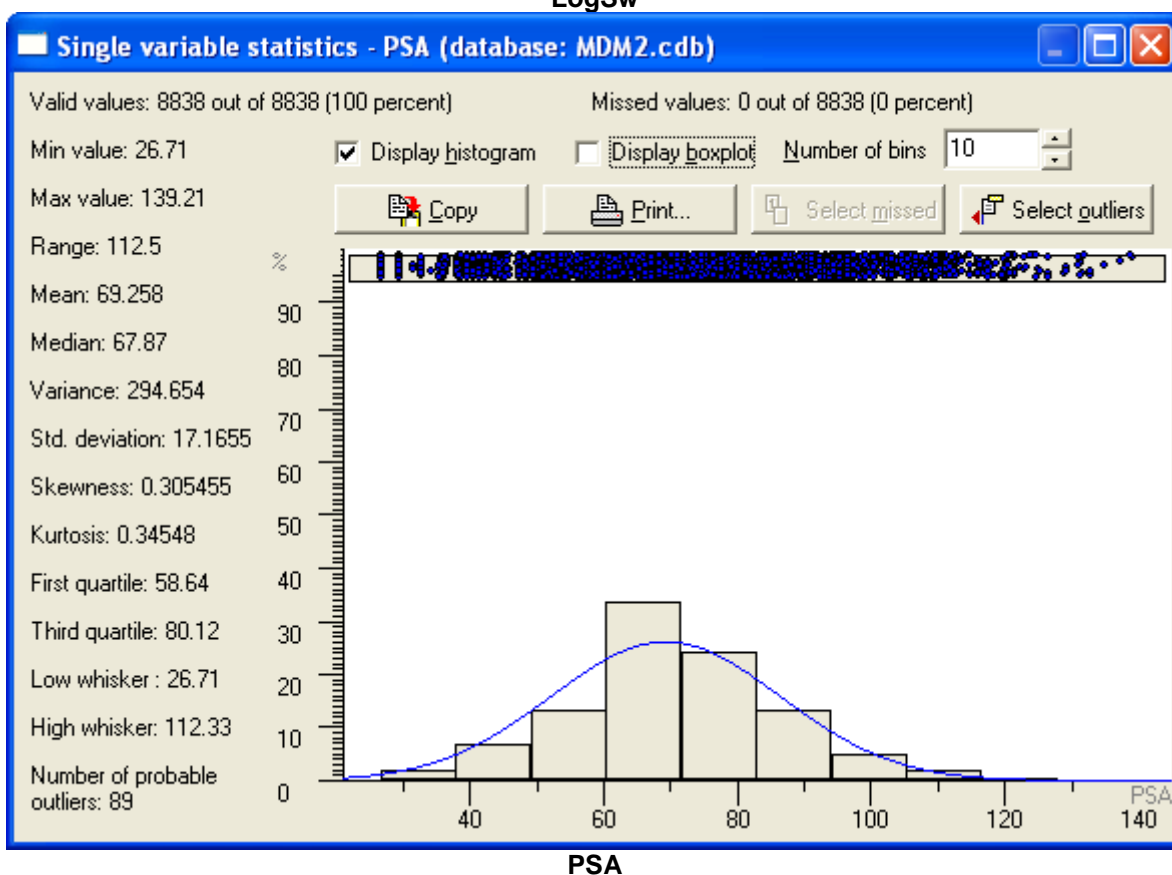 LogSw
Single variable statistics - PSA (database: MDM2.cdb)
Valid values: 8838 out of 8838 (100 percent) Missed values: 0 out of 8838 (0 percent)
Min value: 26.71
Display histogram Display boxplot Number of bins 10
Max value: 139.21
Copy Print... Select missed Select outliers
Range: 112.5
Mean: 69.258
Median: 67.87
Variance: 294.654
Std. deviation: 17.1655
Skewness: 0.305455
Kurtosis: 0.34548
First quartile: 58.64
Third quartile: 80.12
Low whisker : 26.71
High whisker: 112.33
Number of probable
outliers: 89
%
90
80
70
60
50
40
30
20
10
0
40 60 80 100 120 140
PSA
PSA